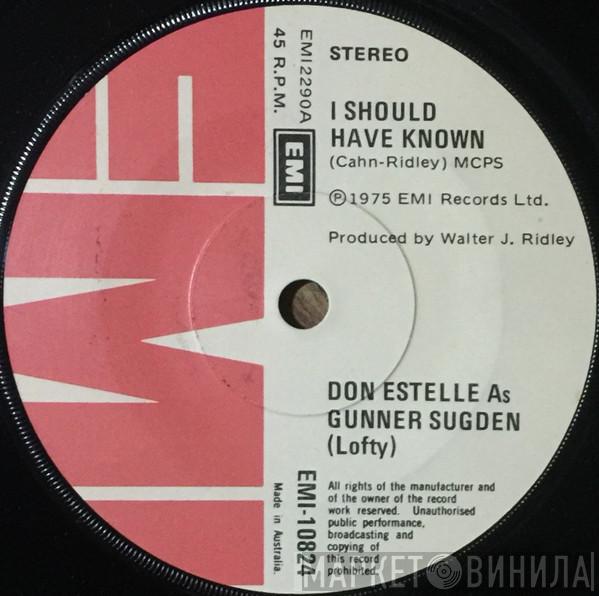 STEREO
I SHOULD
HAVE KNOWN
(Cahn-Ridley) MCPS
℗1975 EMI Records Ltd.
Produced by Walter J. Ridley
EMI2290A
45 R.P.M.
EMI
EMI
DON ESTELLE As
GUNNER SUGDEN
(Lofty)
EMI-10824
Made in Australia.
All rights of the manufacturer and
of the owner of the record
work reserved. Unauthorised
public performance,
broadcasting and
copying of
this record
prohibited.
МАРКЕТ ВИНИЛА